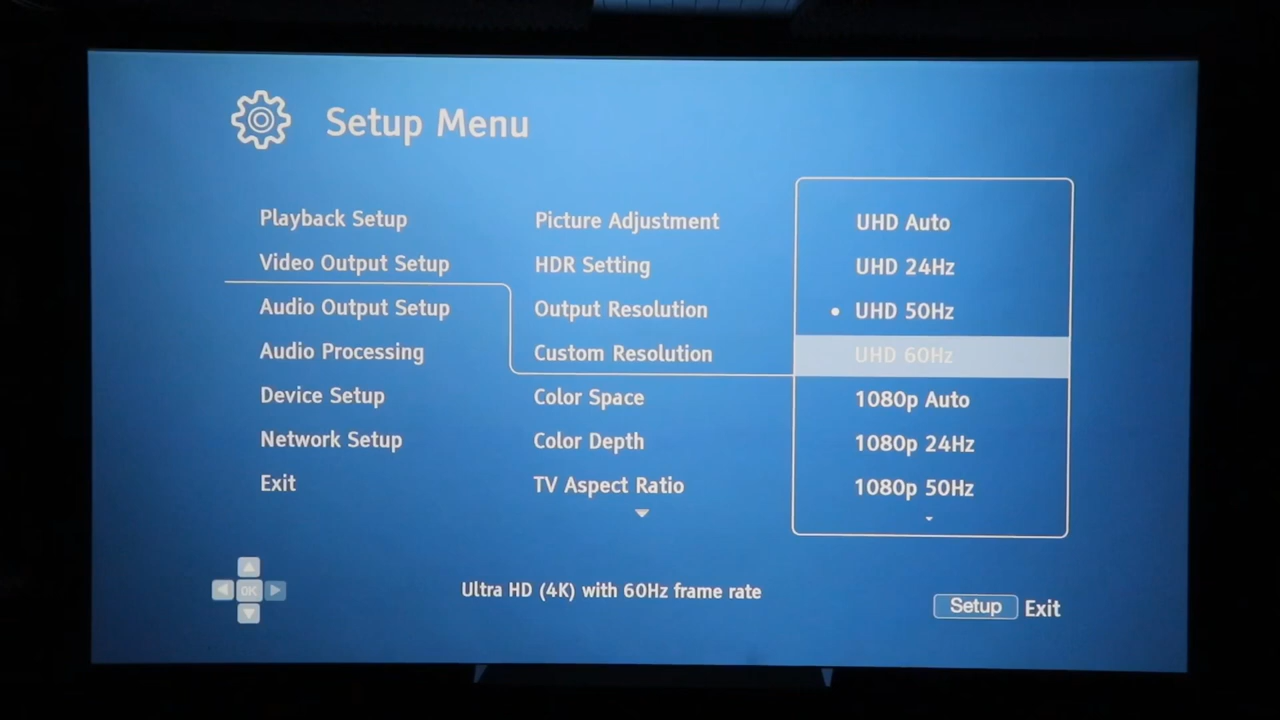 Setup Menu
Playback Setup
Video Output Setup
Audio Output Setup
Audio Processing
Device Setup
Network Setup
Exit
Picture Adjustment
HDR Setting
Output Resolution
Custom Resolution
Color Space
Color Depth
TV Aspect Ratio
UHD Auto
UHD 24Hz
UHD 50Hz
UHD 60Hz
1080p Auto
1080p 24Hz
1080p 50Hz
OK
Ultra HD (4K) with 60Hz frame rate
Setup Exit